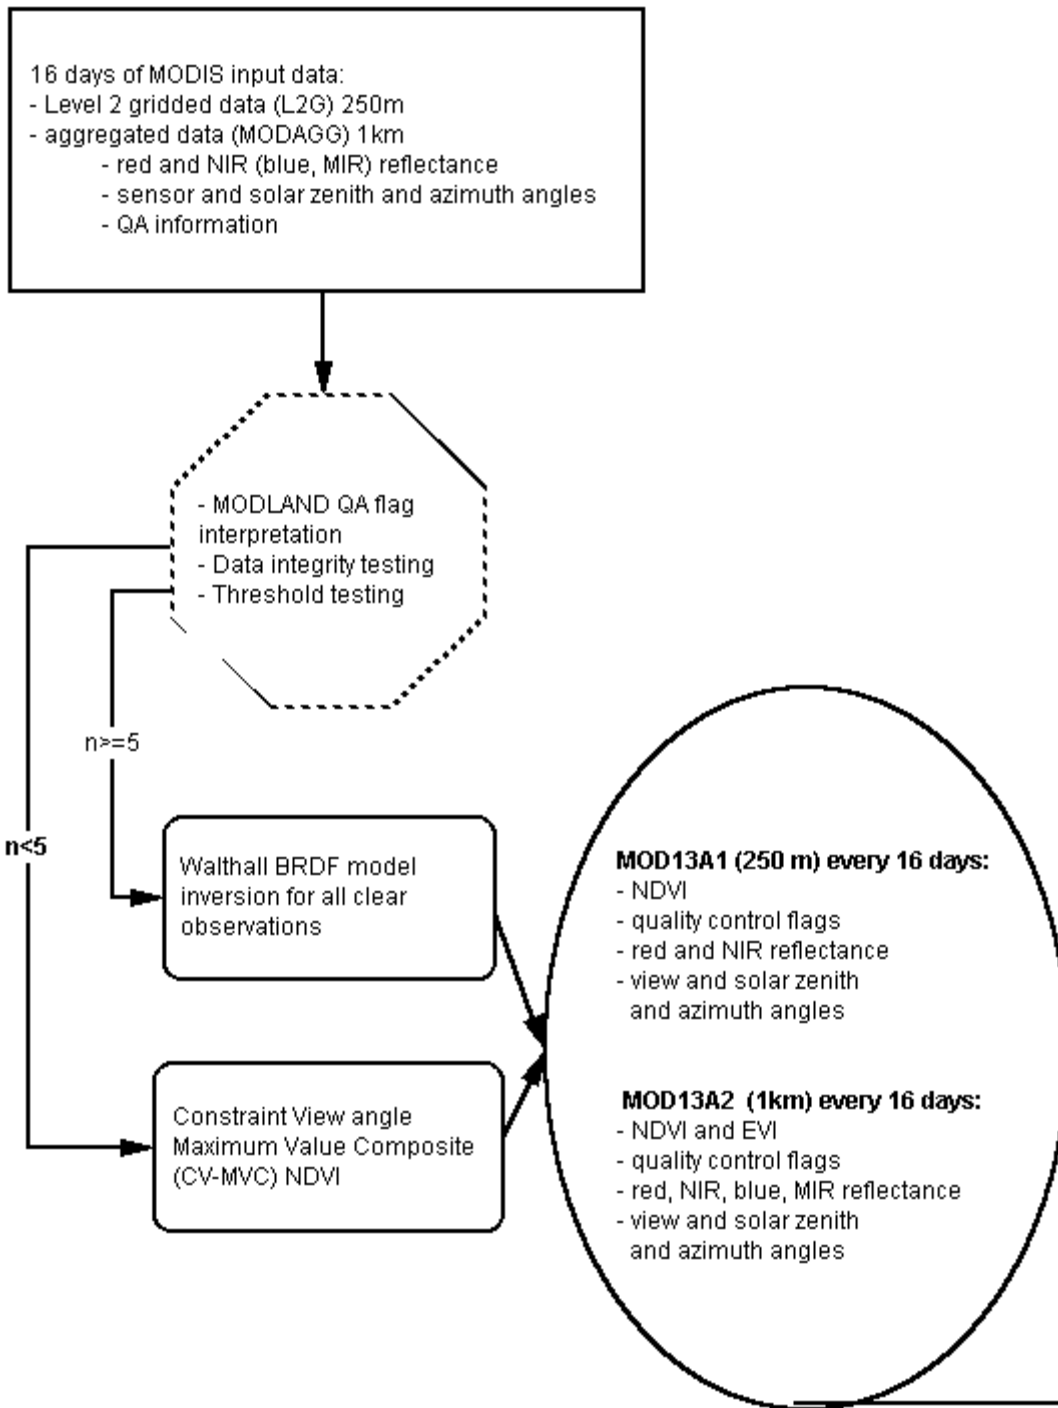 16 days of MODIS input data:
- Level 2 gridded data (L2G) 250m
- aggregated data (MODAGG) 1km
- red and NIR (blue, MIR) reflectance
- sensor and solar zenith and azimuth angles
- QA information
- MODLAND QA flag
interpretation
- Data integrity testing
- Threshold testing
n>=5
n<5
Walthall BRDF model
inversion for all clear
observations
Constraint View angle
Maximum Value Composite
(CV-MVC) NDVI
MOD13A1 (250 m) every 16 days:
- NDVI
- quality control flags
- red and NIR reflectance
- view and solar zenith
and azimuth angles
MOD13A2 (1km) every 16 days:
- NDVI and EVI
- quality control flags
- red, NIR, blue, MIR reflectance
- view and solar zenith
and azimuth angles